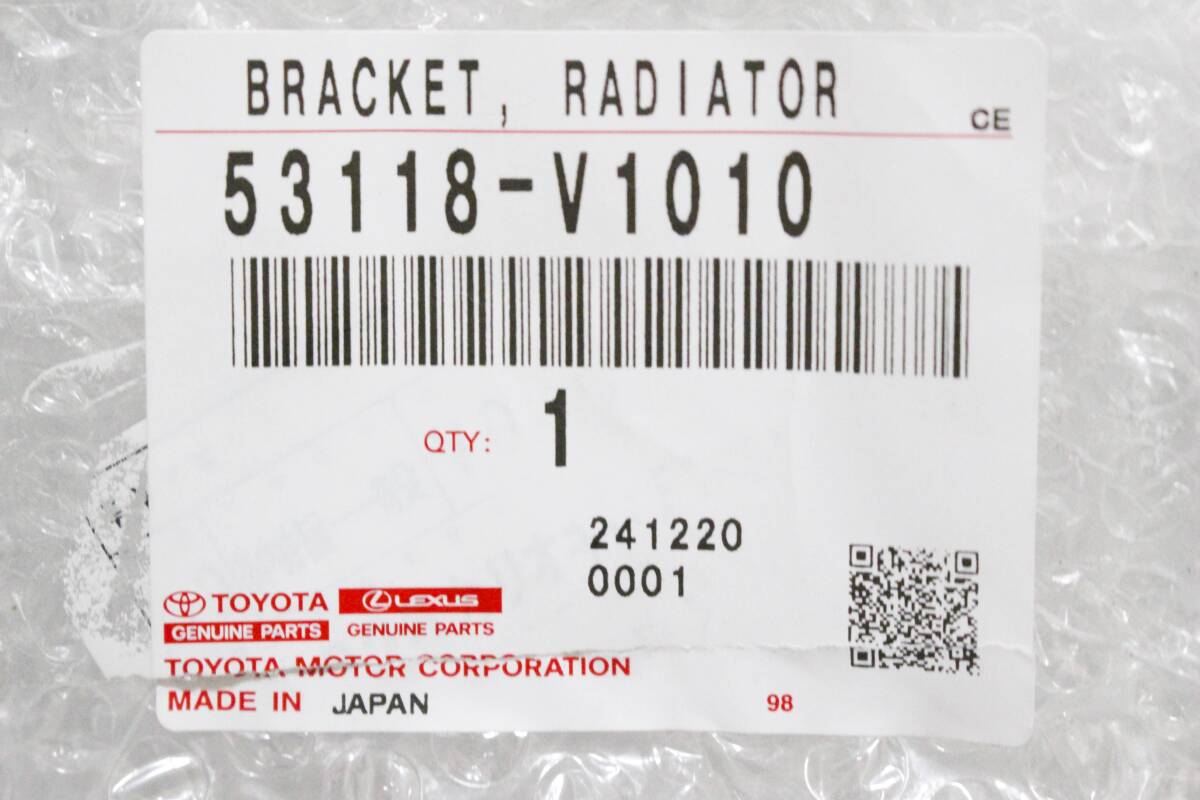 BRACKET, RADIATOR
CE
53118-V1010
QTY: 1
241220
0001
TOYOTA LEXUS
GENUINE PARTS GENUINE PARTS
TOYOTA MOTOR CORPORATION
MADE IN JAPAN 98